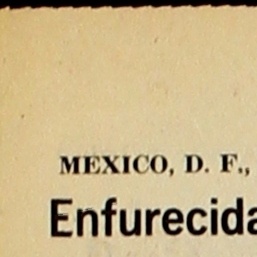 MEXICO, D. F.,
Enfurecida